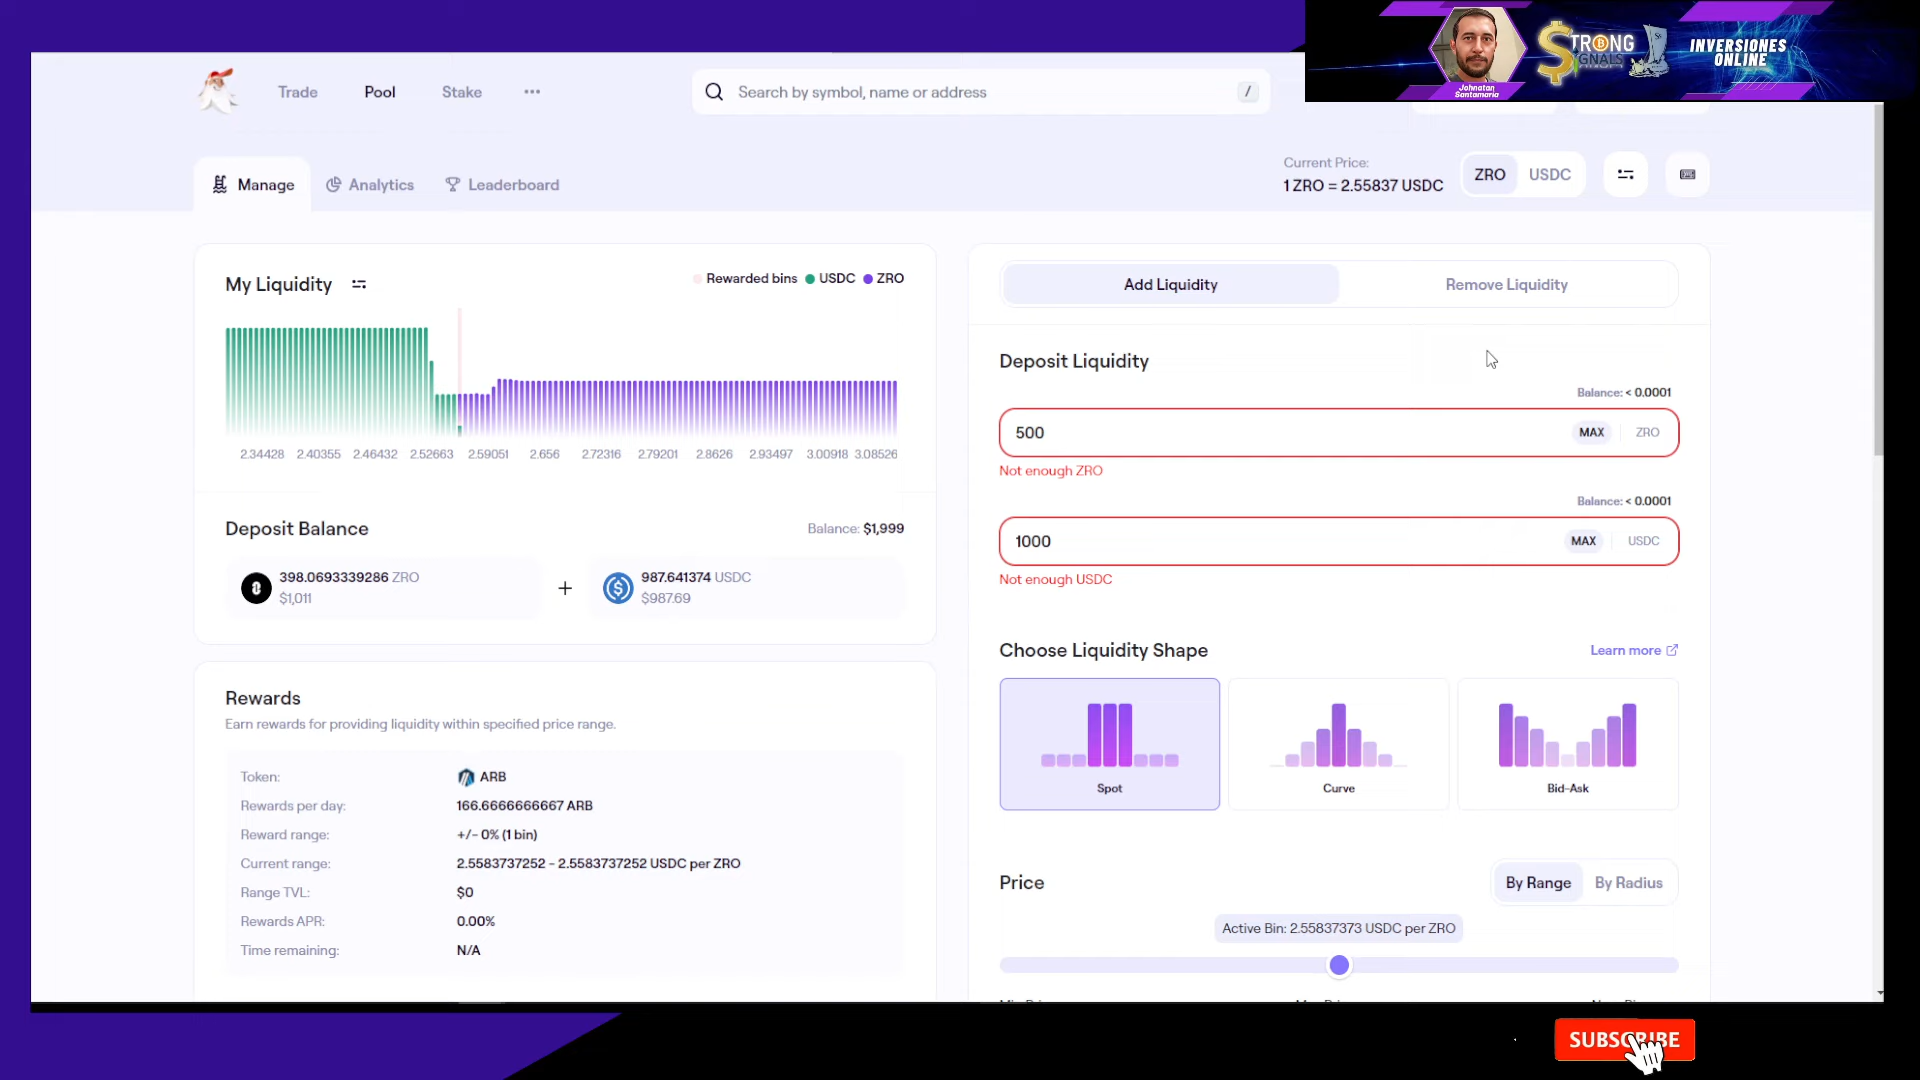 Johnatan
Santamaria
STRONG
SIGNALS
INVERSIONES
ONLINE
Trade
Pool
Stake
Search by symbol, name or address
/
Manage
Analytics
Leaderboard
Current Price:
1 ZRO = 2.55837 USDC
ZRO
USDC
My Liquidity
Rewarded bins
USDC
ZRO
2.34428 2.40355 2.46432 2.52663 2.59051 2.656 2.72316 2.79201 2.8626 2.93497 3.00918 3.08526
Deposit Balance
Balance: $1,999
398.0693339286 ZRO
$1,011
+
987.641374 USDC
$987.69
Rewards
Earn rewards for providing liquidity within specified price range.
Token: ARB
Rewards per day: 166.6666666667 ARB
Reward range: +/- 0% (1 bin)
Current range: 2.5583737252 - 2.5583737252 USDC per ZRO
Range TVL: $0
Rewards APR: 0.00%
Time remaining: N/A
Add Liquidity
Remove Liquidity
Deposit Liquidity
Balance: < 0.0001
500
MAX
ZRO
Not enough ZRO
Balance: < 0.0001
1000
MAX
USDC
Not enough USDC
Choose Liquidity Shape
Learn more
Spot
Curve
Bid-Ask
Price
By Range
By Radius
Active Bin: 2.55837373 USDC per ZRO
SUBSCRIBE